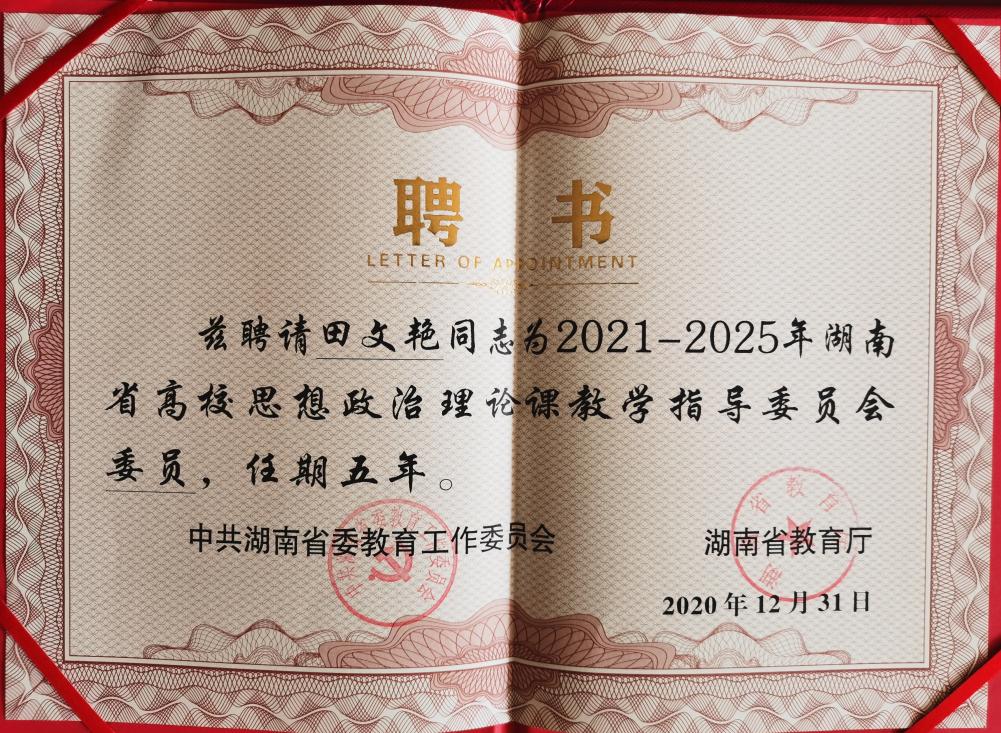 聘 书
LETTER OF APPOINTMENT
兹聘请田文艳同志为2021-2025年湖南
省高校思想政治理论课教学指导委员会
委员，任期五年。
中共湖南省委教育工作委员会
湖南省教育厅
2020年12月31日